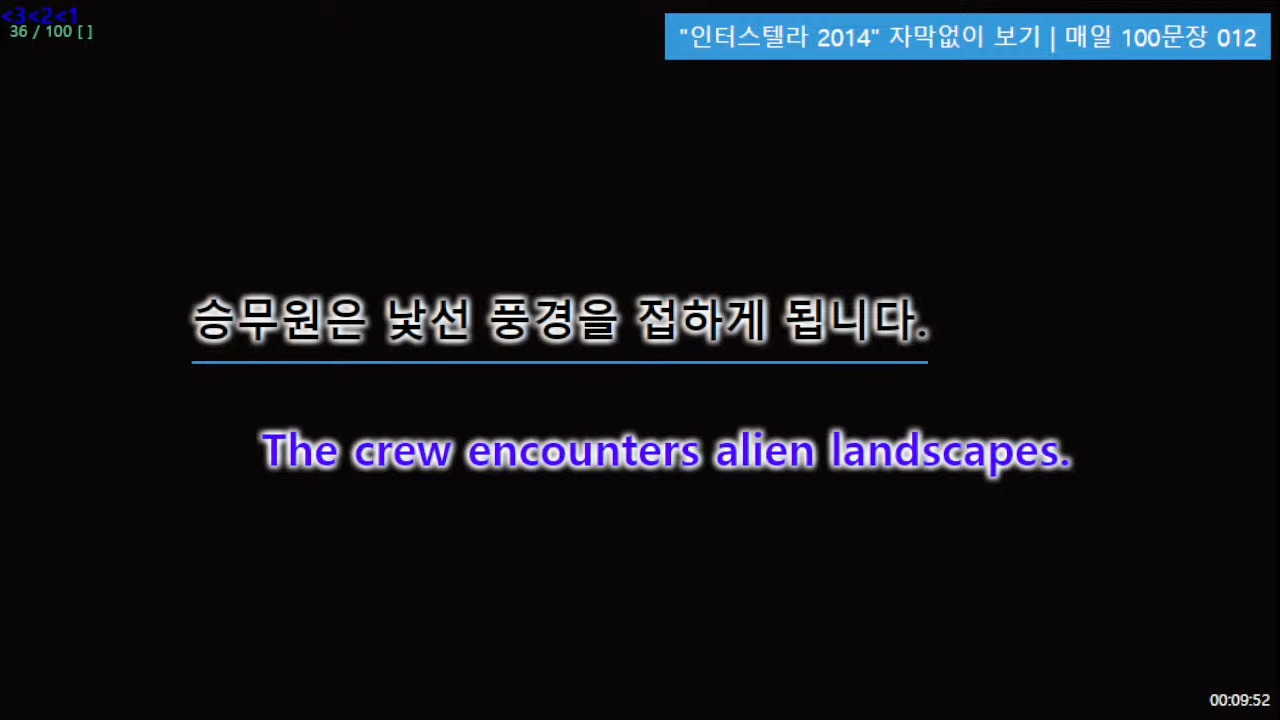 <3<2<1
36 / 100 [ ]
"인터스텔라 2014" 자막없이 보기 | 매일 100문장 012
승무원은 낯선 풍경을 접하게 됩니다.
The crew encounters alien landscapes.
00:09:52